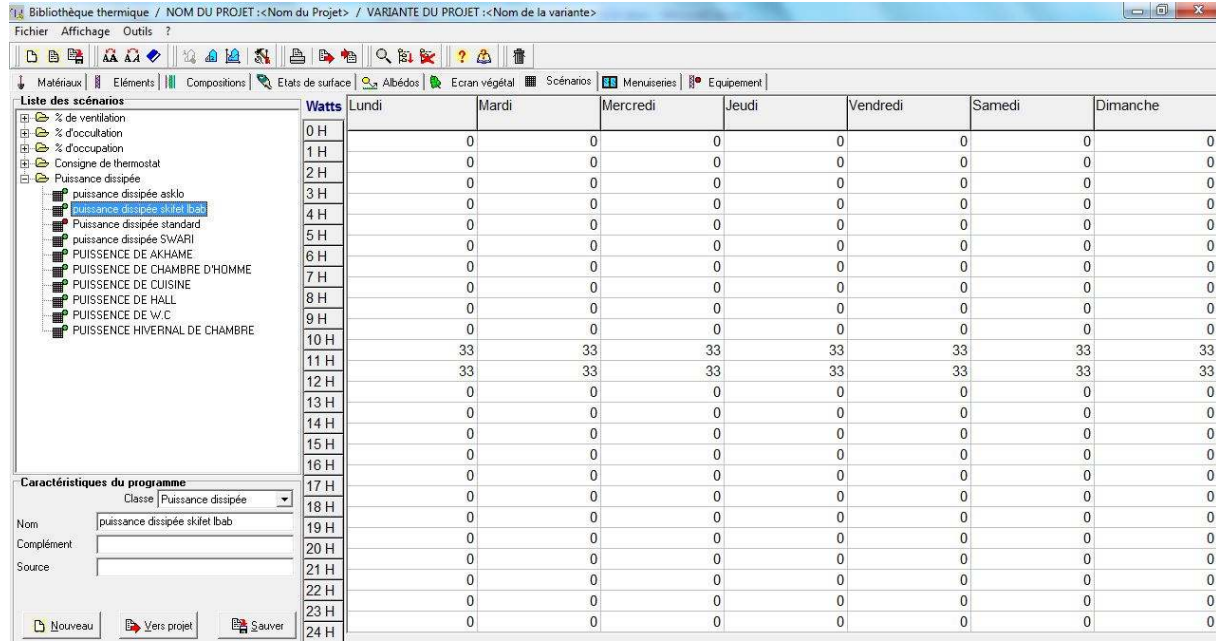 Bibliothèque thermique / NOM DU PROJET :<Nom du Projet> / VARIANTE DU PROJET :<Nom de la variante>
Fichier Affichage Outils ?
Matériaux Eléments Compositions Etats de surface Albédos Ecran végétal Scénarios Menuiseries Equipement
Liste des scénarios
% de ventilation
% d'occultation
% d'occupation
Consigne de thermostat
Puissance dissipée
puissance dissipée asklo
puissance dissipée skifet lbab
Puissance dissipée standard
puissance dissipée SWARI
PUISSENCE DE AKHAME
PUISSENCE DE CHAMBRE D'HOMME
PUISSENCE DE CUISINE
PUISSENCE DE HALL
PUISSENCE DE W.C
PUISSENCE HIVERNAL DE CHAMBRE
Caractéristiques du programme
Classe Puissance dissipée
Nom puissance dissipée skifet lbab
Complément
Source
Nouveau Vers projet Sauver
Watts Lundi Mardi Mercredi Jeudi Vendredi Samedi Dimanche
0 H
0 0 0 0 0 0 0
1 H
0 0 0 0 0 0 0
2 H
0 0 0 0 0 0 0
3 H
0 0 0 0 0 0 0
4 H
0 0 0 0 0 0 0
5 H
0 0 0 0 0 0 0
6 H
0 0 0 0 0 0 0
7 H
0 0 0 0 0 0 0
8 H
0 0 0 0 0 0 0
9 H
0 0 0 0 0 0 0
10 H
33 33 33 33 33 33 33
11 H
33 33 33 33 33 33 33
12 H
0 0 0 0 0 0 0
13 H
0 0 0 0 0 0 0
14 H
0 0 0 0 0 0 0
15 H
0 0 0 0 0 0 0
16 H
0 0 0 0 0 0 0
17 H
0 0 0 0 0 0 0
18 H
0 0 0 0 0 0 0
19 H
0 0 0 0 0 0 0
20 H
0 0 0 0 0 0 0
21 H
0 0 0 0 0 0 0
22 H
0 0 0 0 0 0 0
23 H
0 0 0 0 0 0 0
24 H